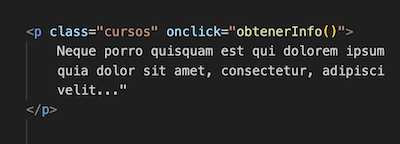 <p class="cursos" onclick="obtenerInfo()">
Neque porro quisquam est qui dolorem ipsum
quia dolor sit amet, consectetur, adipisci
velit..."
</p>